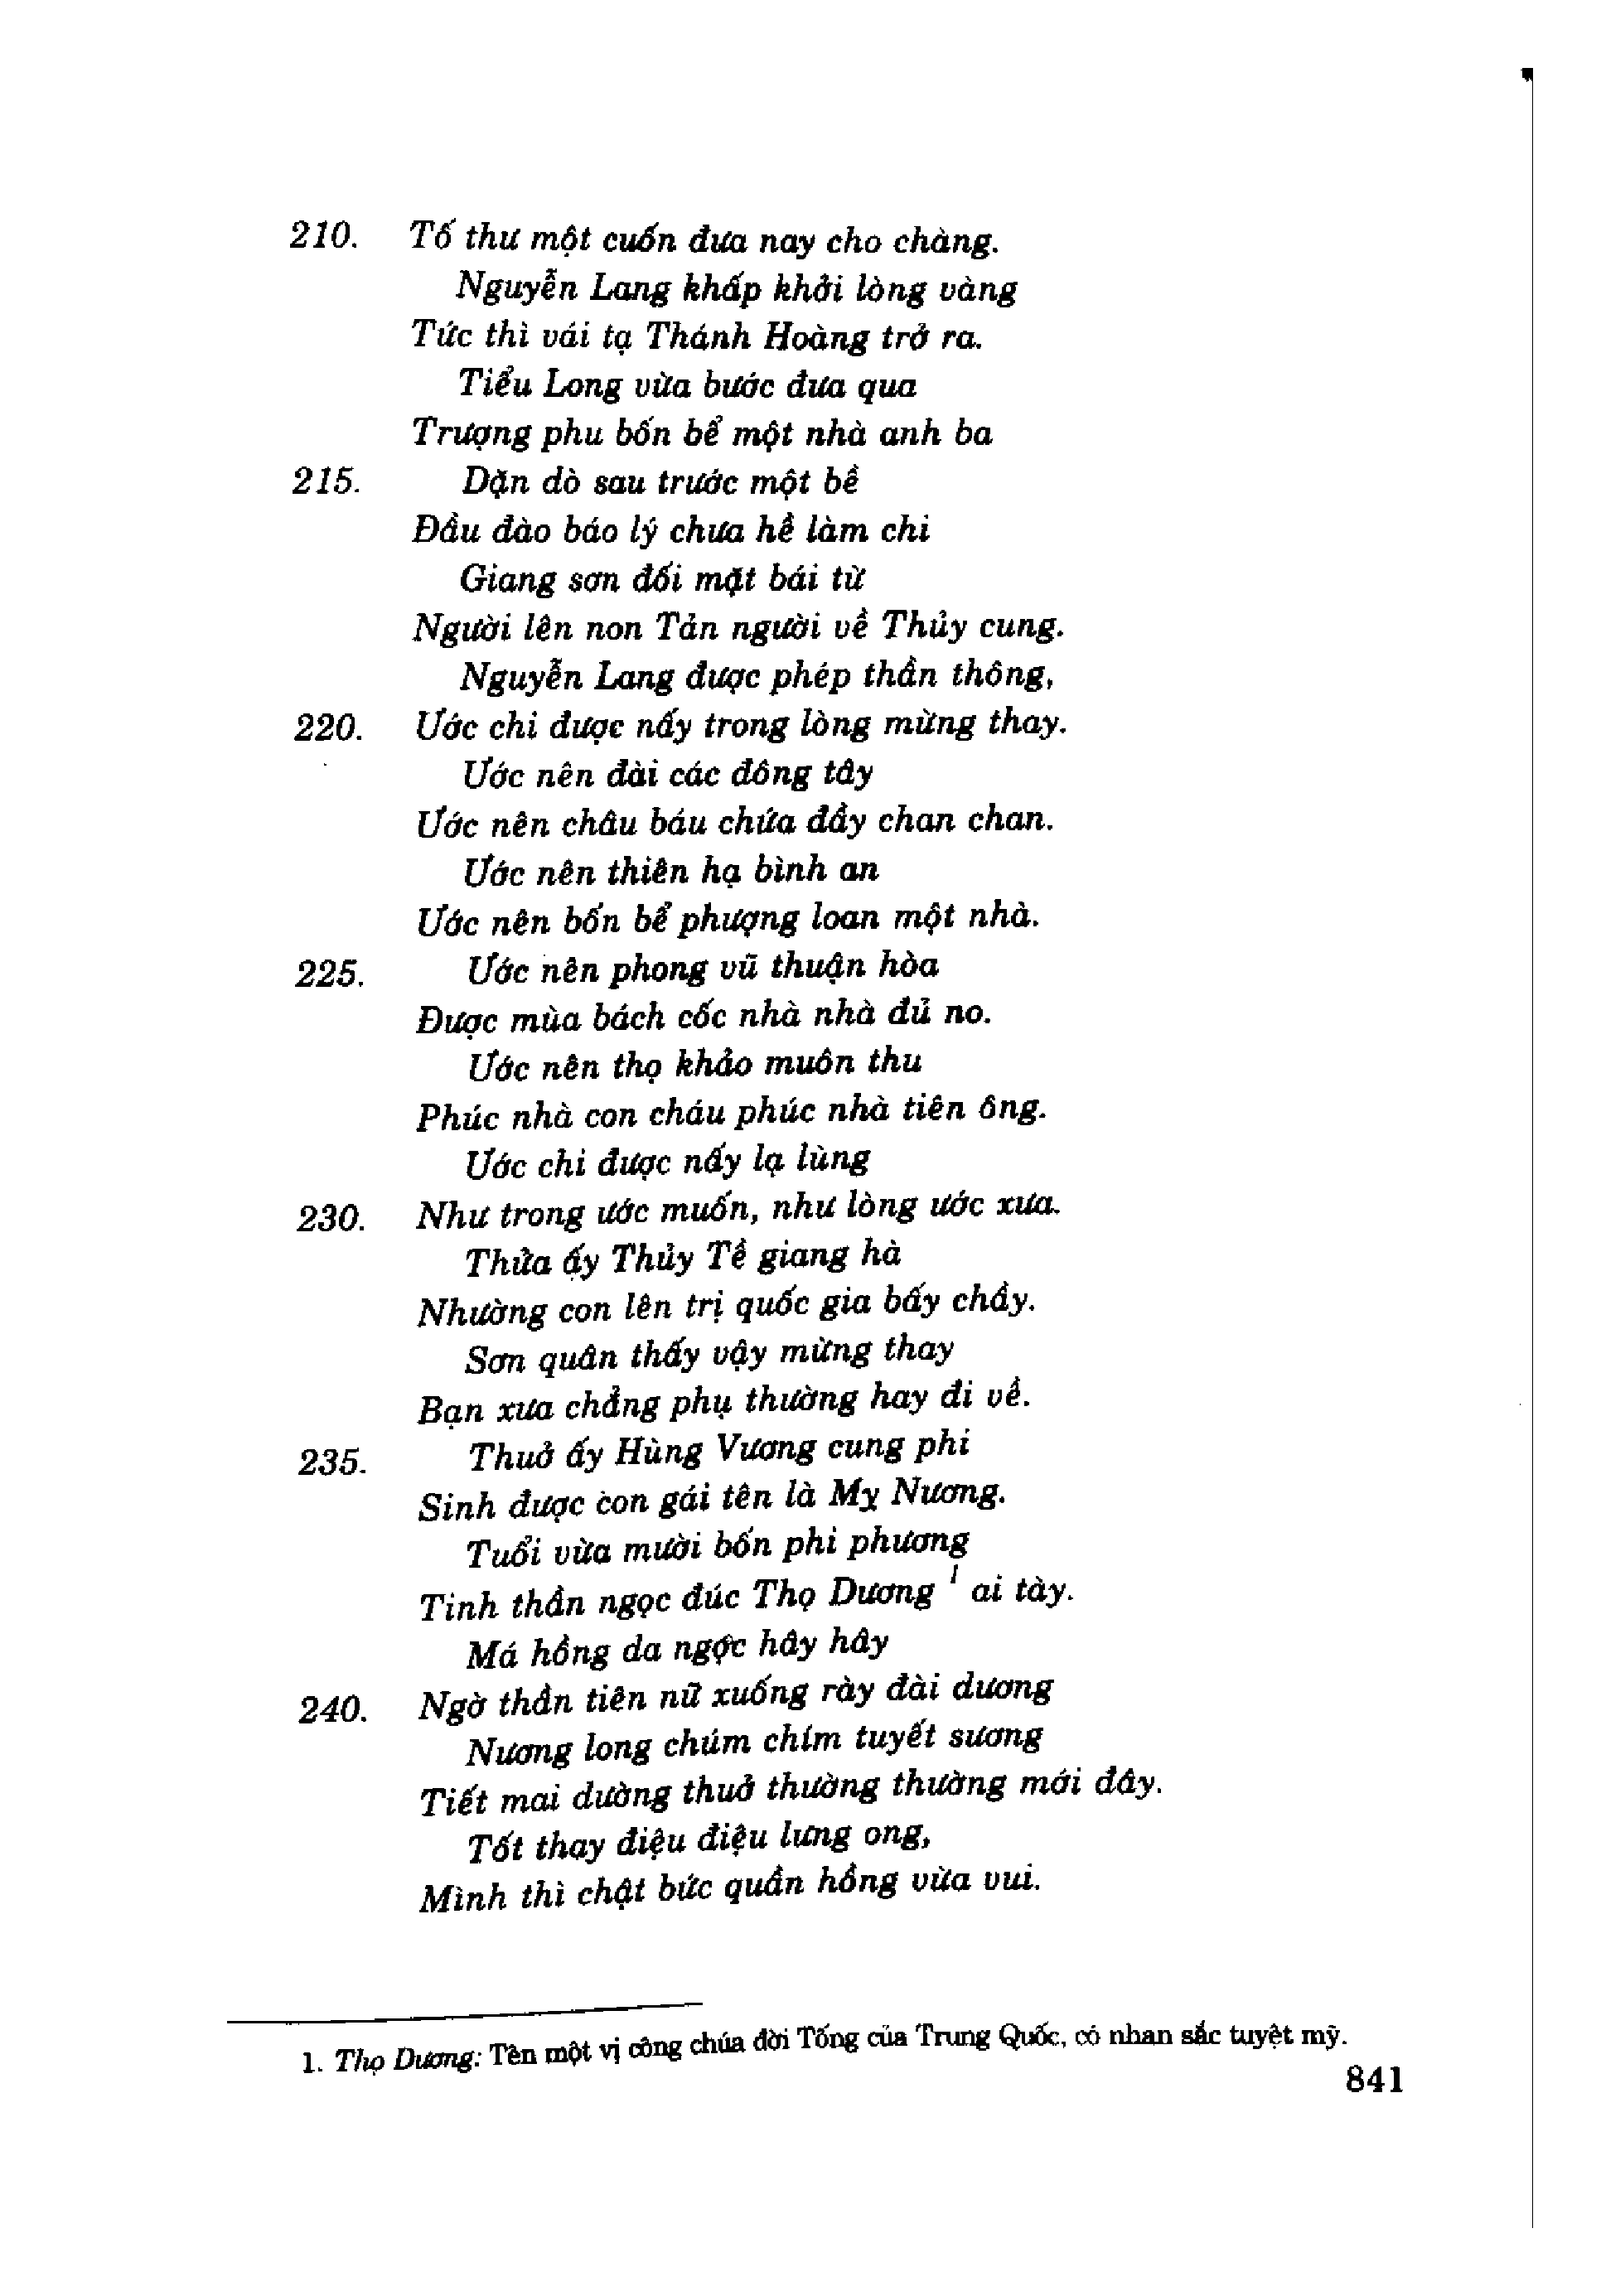 210. Tố thư một cuốn đưa nay cho chàng.
Nguyễn Lang khấp khởi lòng vàng
Tức thì vái tạ Thánh Hoàng trở ra.
Tiểu Long vừa bước đưa qua
Trượng phu bốn bể một nhà anh ba
215. Dặn dò sau trước một bề
Đầu đào báo lý chưa hề làm chi
Giang sơn đối mặt bái từ
Người lên non Tản người về Thủy cung.
Nguyễn Lang được phép thần thông,
220. Ước chi được nấy trong lòng mừng thay.
Ước nên đài các đông tây
Ước nên châu báu chứa đầy chan chan.
Ước nên thiên hạ bình an
Ước nên bốn bể phượng loan một nhà.
225. Ước nên phong vũ thuận hòa
Được mùa bách cốc nhà nhà đủ no.
Ước nên thọ khảo muôn thu
Phúc nhà con cháu phúc nhà tiên ông.
Ước chi được nấy lạ lùng
230. Như trong ước muốn, như lòng ước xưa.
Thửa ấy Thủy Tề giang hà
Nhường con lên trị quốc gia bấy chầy.
Sơn quân thấy vậy mừng thay
Bạn xưa chẳng phụ thường hay đi về.
235. Thuở ấy Hùng Vương cung phi
Sinh được con gái tên là Mỵ Nương.
Tuổi vừa mười bốn phi phương
Tinh thần ngọc đúc Thọ Dương 1 ai tày.
Má hồng da ngọc hây hây
240. Ngờ thần tiên nữ xuống rày đài dương
Nương long chúm chím tuyết sương
Tiết mai dường thuở thường thường mới đây.
Tốt thay điệu điệu lưng ong,
Mình thì chật bức quần hồng vừa vui.
1. Thọ Dương: Tên một vị công chúa đời Tống của Trung Quốc, có nhan sắc tuyệt mỹ.
841